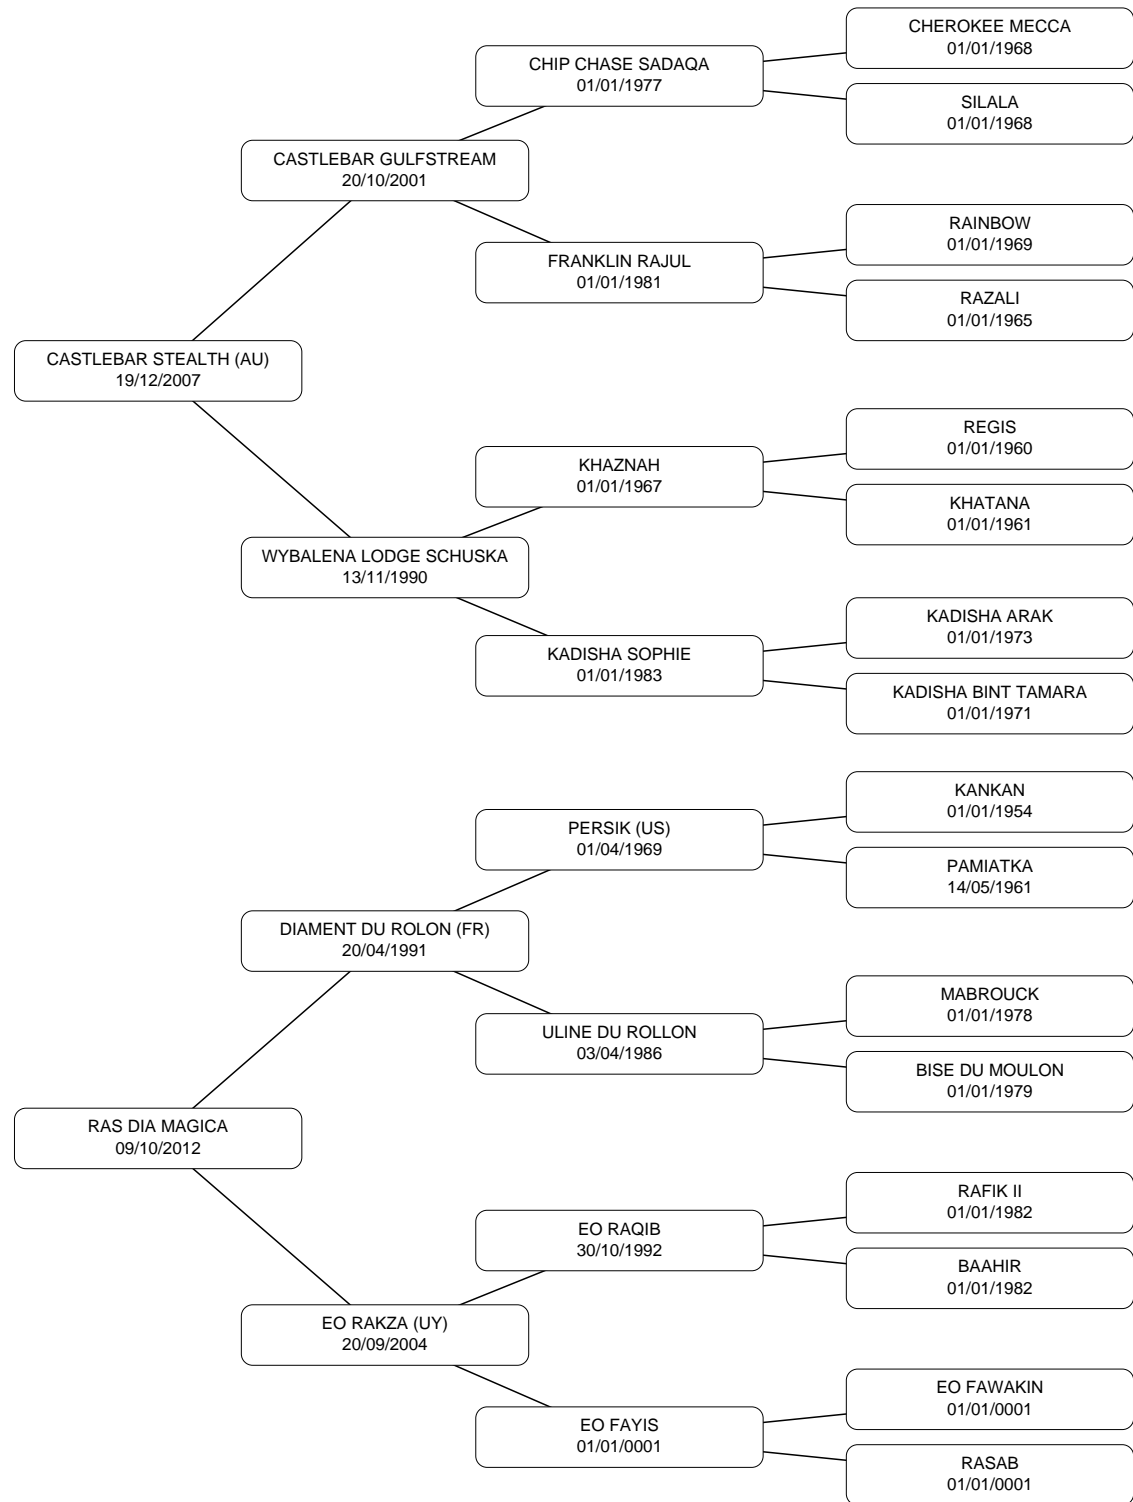 CHEROKEE MECCA
01/01/1968
CHIP CHASE SADAQA
01/01/1977
SILALA
01/01/1968
CASTLEBAR GULFSTREAM
20/10/2001
RAINBOW
01/01/1969
FRANKLIN RAJUL
01/01/1981
RAZALI
01/01/1965
CASTLEBAR STEALTH (AU)
19/12/2007
REGIS
01/01/1960
KHAZNAH
01/01/1967
KHATANA
01/01/1961
WYBALENA LODGE SCHUSKA
13/11/1990
KADISHA ARAK
01/01/1973
KADISHA SOPHIE
01/01/1983
KADISHA BINT TAMARA
01/01/1971
KANKAN
01/01/1954
PERSIK (US)
01/04/1969
PAMIATKA
14/05/1961
DIAMENT DU ROLON (FR)
20/04/1991
MABROUCK
01/01/1978
ULINE DU ROLLON
03/04/1986
BISE DU MOULON
01/01/1979
RAS DIA MAGICA
09/10/2012
RAFIK II
01/01/1982
EO RAQIB
30/10/1992
BAAHIR
01/01/1982
EO RAKZA (UY)
20/09/2004
EO FAWAKIN
01/01/0001
EO FAYIS
01/01/0001
RASAB
01/01/0001